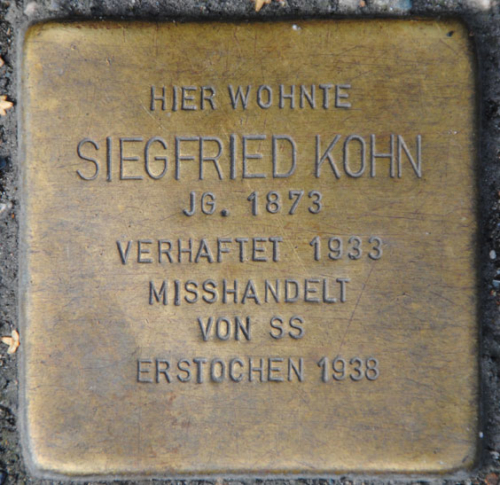 HIER WOHNTE
SIEGFRIED KOHN
JG. 1873
VERHAFTET 1933
MISSHANDELT
VON SS
ERSTOCHEN 1938